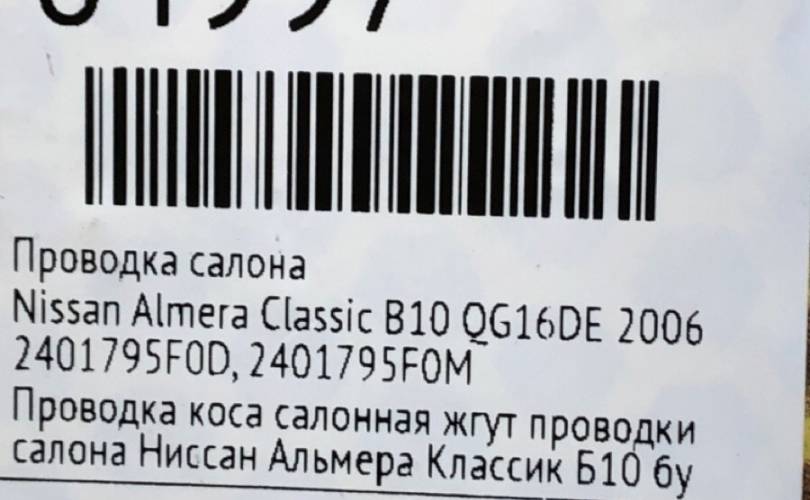 Проводка салона
Nissan Almera Classic B10 QG16DE 2006
2401795F0D, 2401795F0M
Проводка коса салонная жгут проводки
салона Ниссан Альмера Классик Б10 бу